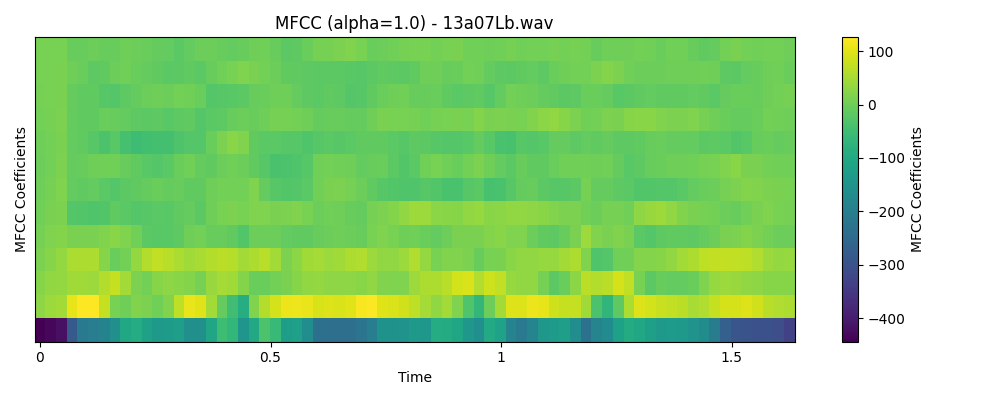 MFCC (alpha=1.0) - 13a07Lb.wav
MFCC Coefficients
0
0.5
1
1.5
Time
100
0
−100
−200
−300
−400
MFCC Coefficients